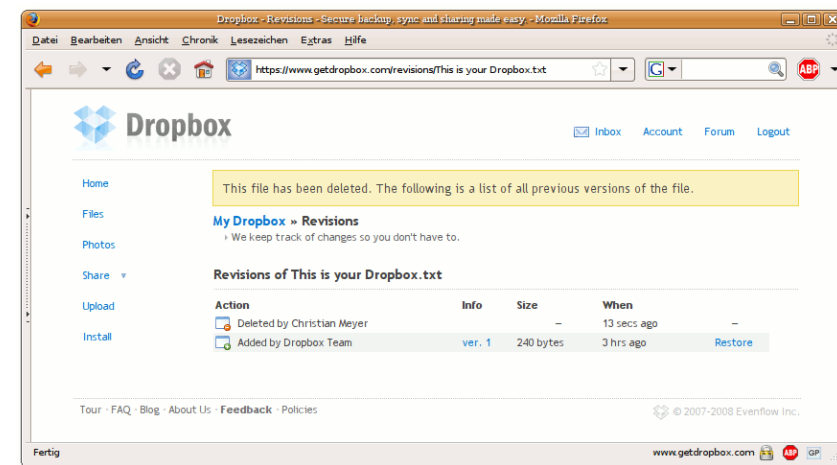 Dropbox - Revisions - Secure backup, sync and sharing made easy. - Mozilla Firefox
Datei Bearbeiten Ansicht Chronik Lesezeichen Extras Hilfe
https://www.getdropbox.com/revisions/This is your Dropbox.txt G ABP
Dropbox
Inbox Account Forum Logout
Home
Files
Photos
Share
Upload
Install
This file has been deleted. The following is a list of all previous versions of the file.
My Dropbox » Revisions
We keep track of changes so you don't have to.
Revisions of This is your Dropbox.txt
Action Info Size When
Deleted by Christian Meyer – 13 secs ago –
Added by Dropbox Team ver. 1 240 bytes 3 hrs ago Restore
Tour · FAQ · Blog · About Us · Feedback · Policies
© 2007-2008 Evenflow Inc.
Fertig www.getdropbox.com ABP GP